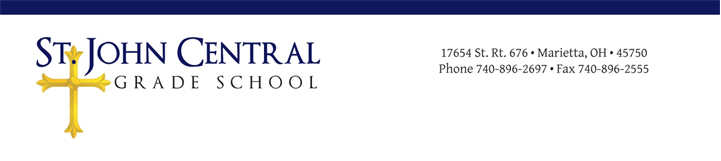 St. John Central
Grade School
17654 St. Rt. 676 • Marietta, OH • 45750
Phone 740-896-2697 • Fax 740-896-2555